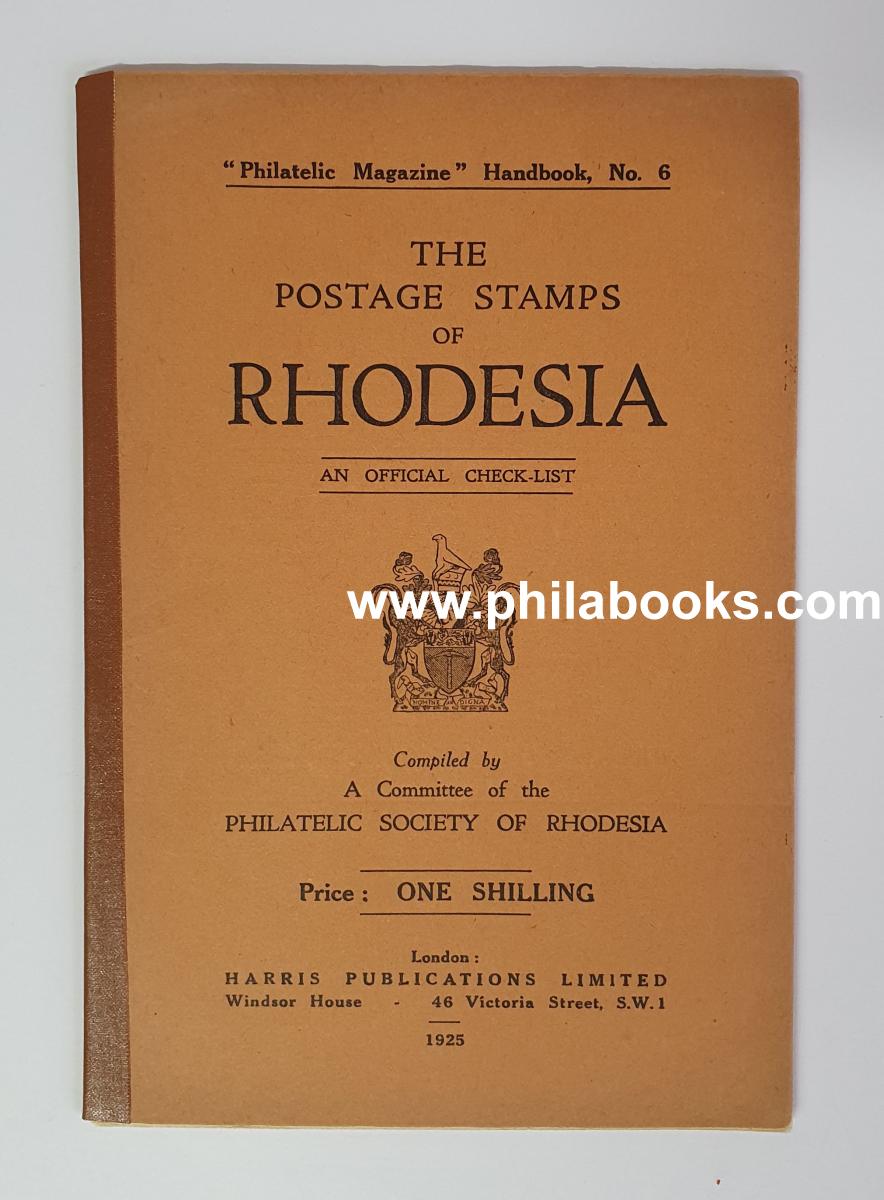 "Philatelic Magazine" Handbook, No. 6
THE
POSTAGE STAMPS
OF
RHODESIA
AN OFFICIAL CHECK-LIST
www.philabooks.com
NOMINE DIGNA
Compiled by
A Committee of the
PHILATELIC SOCIETY OF RHODESIA
Price: ONE SHILLING
London:
HARRIS PUBLICATIONS LIMITED
Windsor House - 46 Victoria Street, S.W.1
1925